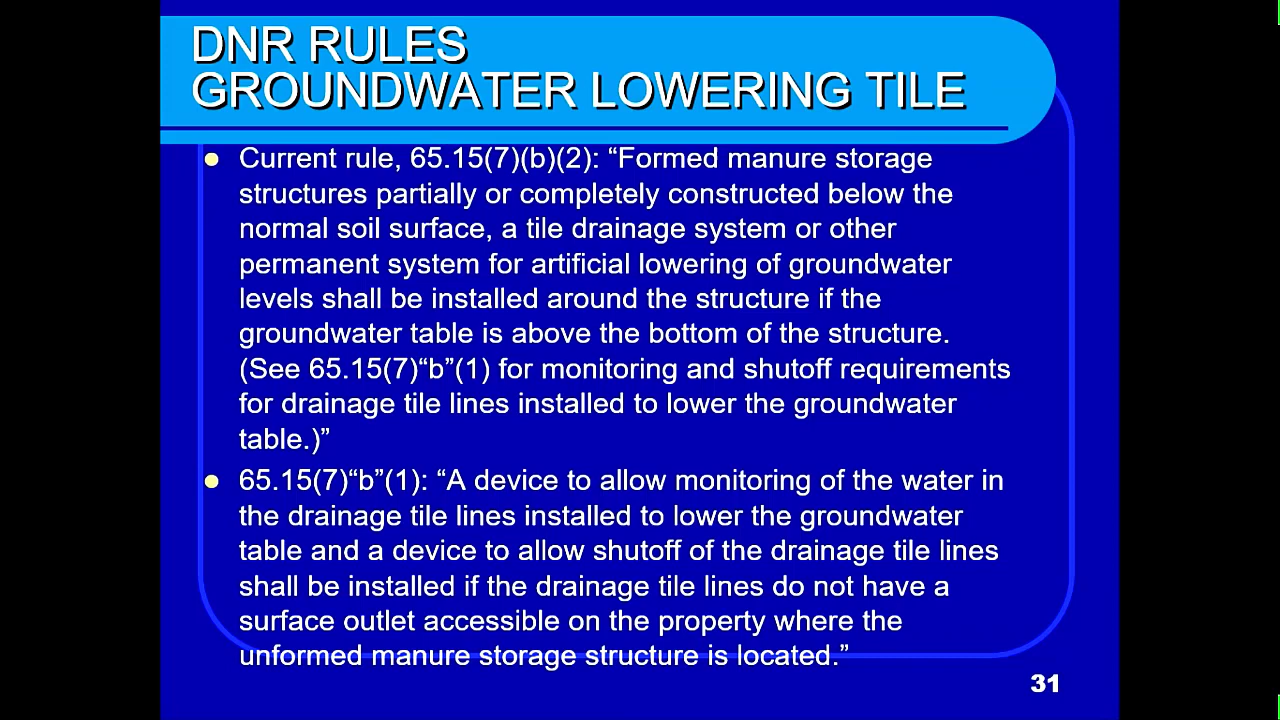 DNR RULES
GROUNDWATER LOWERING TILE
Current rule, 65.15(7)(b)(2): “Formed manure storage
structures partially or completely constructed below the
normal soil surface, a tile drainage system or other
permanent system for artificial lowering of groundwater
levels shall be installed around the structure if the
groundwater table is above the bottom of the structure.
(See 65.15(7)“b”(1) for monitoring and shutoff requirements
for drainage tile lines installed to lower the groundwater
table.)”
65.15(7)“b”(1): “A device to allow monitoring of the water in
the drainage tile lines installed to lower the groundwater
table and a device to allow shutoff of the drainage tile lines
shall be installed if the drainage tile lines do not have a
surface outlet accessible on the property where the
unformed manure storage structure is located.”
31